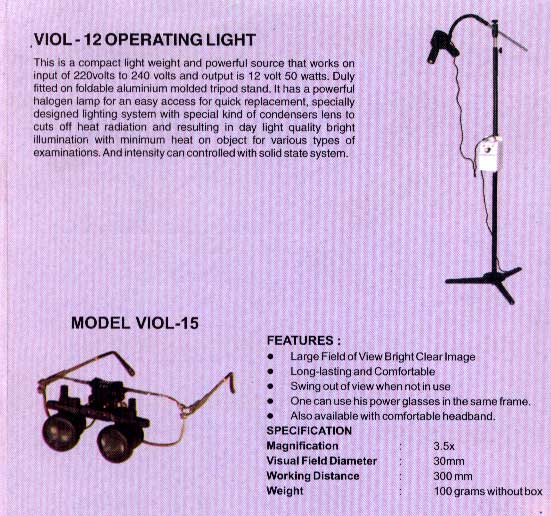 VIOL - 12 OPERATING LIGHT
This is a compact light weight and powerful source that works on
input of 220volts to 240 volts and output is 12 volt 50 watts. Duly
fitted on foldable aluminium molded tripod stand. It has a powerful
halogen lamp for an easy access for quick replacement, specially
designed lighting system with special kind of condensers lens to
cuts off heat radiation and resulting in day light quality bright
illumination with minimum heat on object for various types of
examinations. And intensity can controlled with solid state system.
MODEL VIOL-15
FEATURES :
● Large Field of View Bright Clear Image
● Long-lasting and Comfortable
● Swing out of view when not in use
● One can use his power glasses in the same frame.
● Also available with comfortable headband.
SPECIFICATION
Magnification : 3.5x
Visual Field Diameter : 30mm
Working Distance : 300 mm
Weight : 100 grams without box